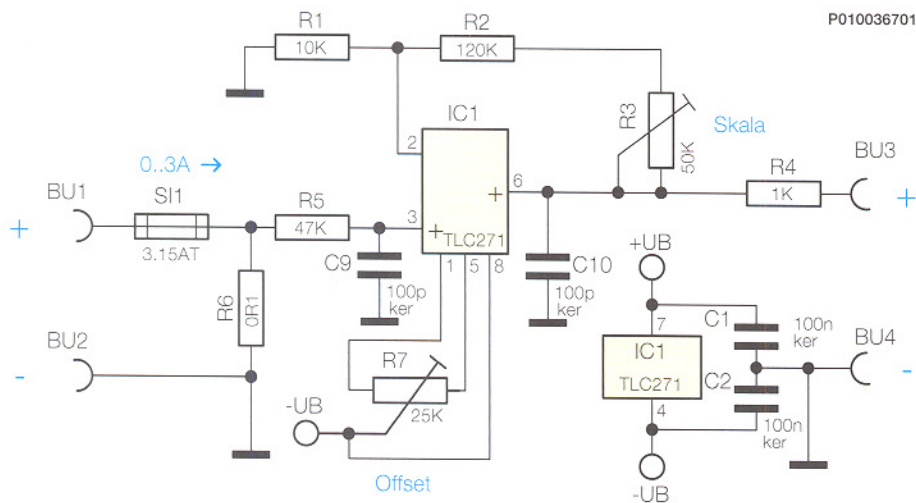 P010036701
R1
10K
R2
120K
IC1
R3
50K
Skala
2
6
3
+
+
TLC271
1
5
8
0..3A →
BU1
+
SI1
3.15AT
R5
47K
C9
100p
ker
R6
0R1
BU2
-
R7
25K
-UB
Offset
C10
100p
ker
R4
1K
BU3
+
+UB
7
IC1
TLC271
4
-UB
C1
100n
ker
C2
100n
ker
BU4
-